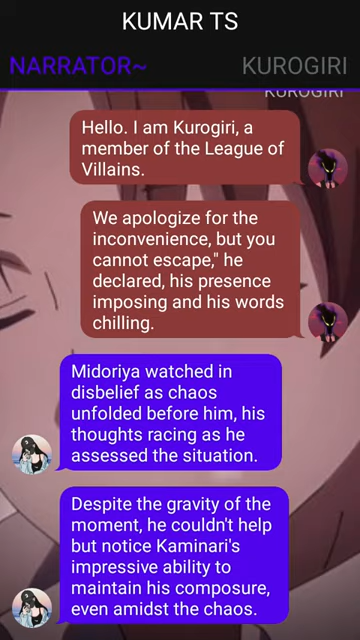 KUMAR TS
NARRATOR~ KUROGIRI
KUROGIRI
Hello. I am Kurogiri, a
member of the League of
Villains.
We apologize for the
inconvenience, but you
cannot escape," he
declared, his presence
imposing and his words
chilling.
Midoriya watched in
disbelief as chaos
unfolded before him, his
thoughts racing as he
assessed the situation.
Despite the gravity of the
moment, he couldn't help
but notice Kaminari's
impressive ability to
maintain his composure,
even amidst the chaos.